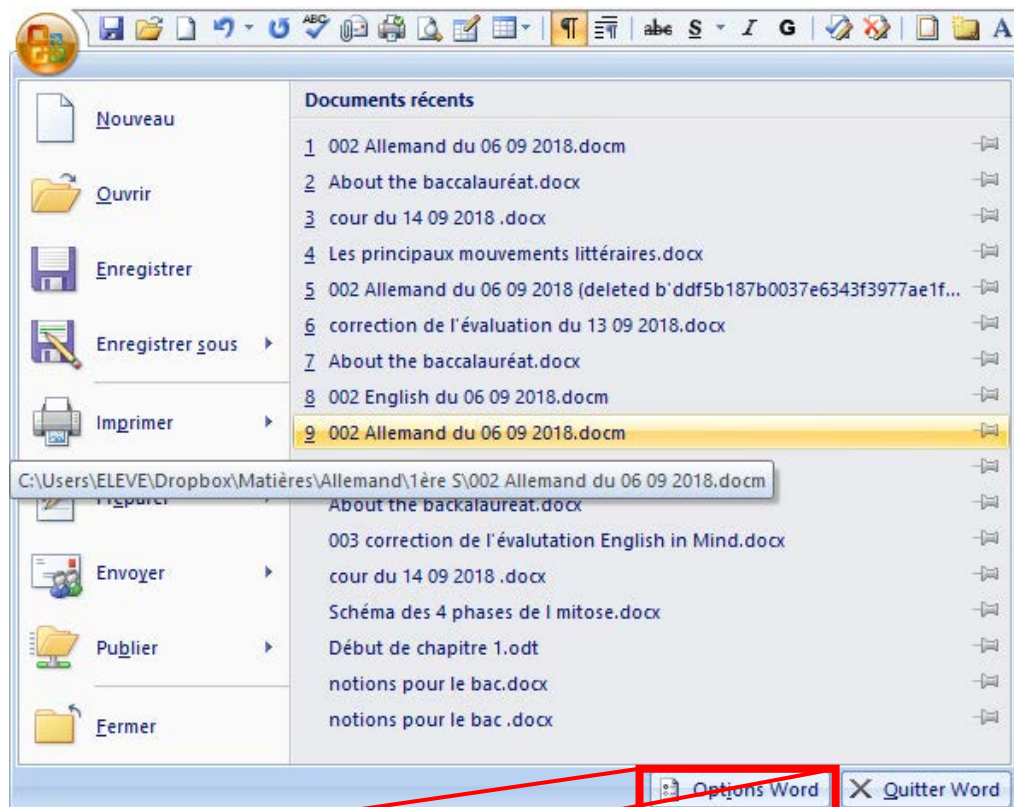 ABC
abc S I G A
Nouveau
Ouvrir
Enregistrer
Enregistrer sous
Imprimer
Préparer
Envoyer
Publier
Fermer
Documents récents
1 002 Allemand du 06 09 2018.docm
2 About the baccalauréat.docx
3 cour du 14 09 2018 .docx
4 Les principaux mouvements littéraires.docx
5 002 Allemand du 06 09 2018 (deleted b'ddf5b187b0037e6343f3977ae1f...
6 correction de l'évaluation du 13 09 2018.docx
7 About the baccalauréat.docx
8 002 English du 06 09 2018.docm
9 002 Allemand du 06 09 2018.docm
C:\Users\ELEVE\Dropbox\Matières\Allemand\1ère S\002 Allemand du 06 09 2018.docm
About the backalauréat.docx
003 correction de l'évalutation English in Mind.docx
cour du 14 09 2018 .docx
Schéma des 4 phases de l mitose.docx
Début de chapitre 1.odt
notions pour le bac.docx
notions pour le bac .docx
Options Word
Quitter Word